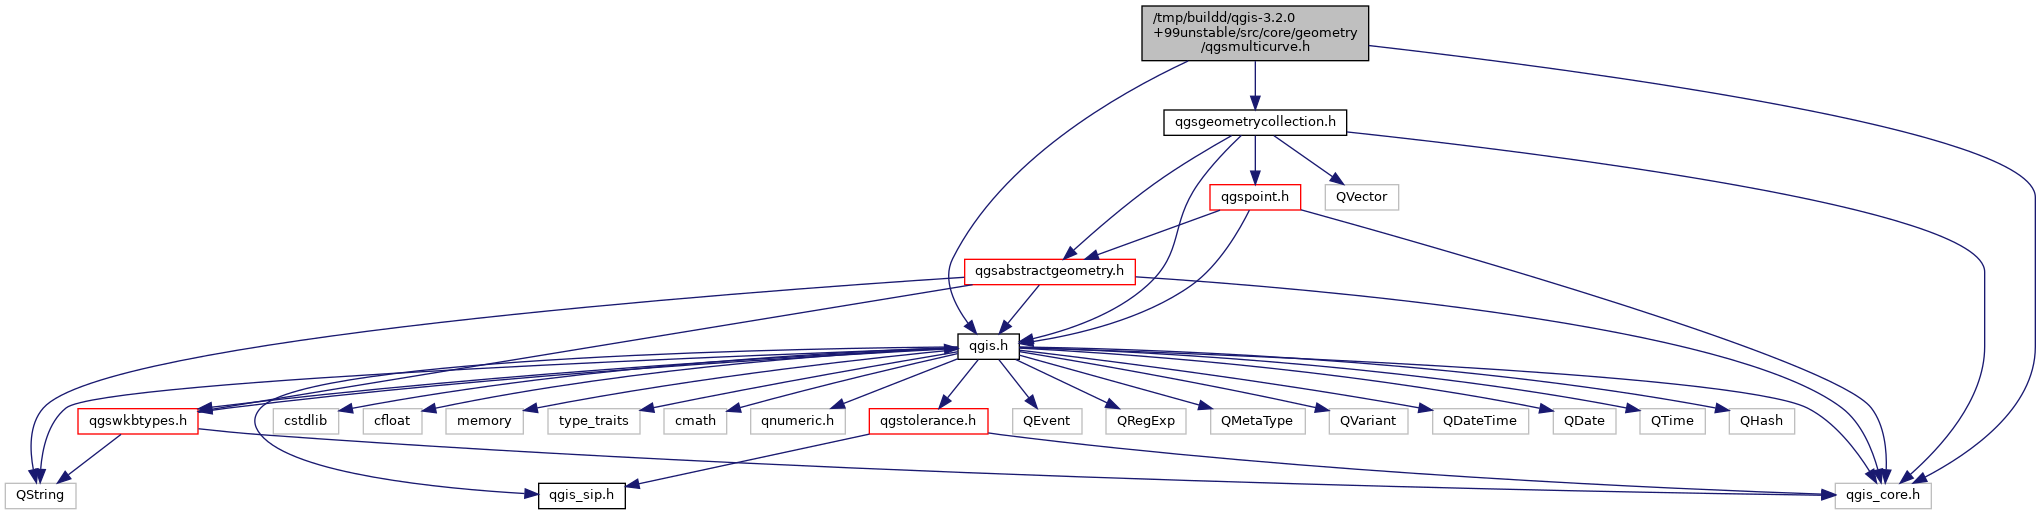 /tmp/buildd/qgis-3.2.0
+99unstable/src/core/geometry
/qgsmulticurve.h
qgsgeometrycollection.h
qgspoint.h
QVector
qgsabstractgeometry.h
qgis.h
qgswkbtypes.h
cstdlib
cfloat
memory
type_traits
cmath
qnumeric.h
qgstolerance.h
QEvent
QRegExp
QMetaType
QVariant
QDateTime
QDate
QTime
QHash
QString
qgis_sip.h
qgis_core.h